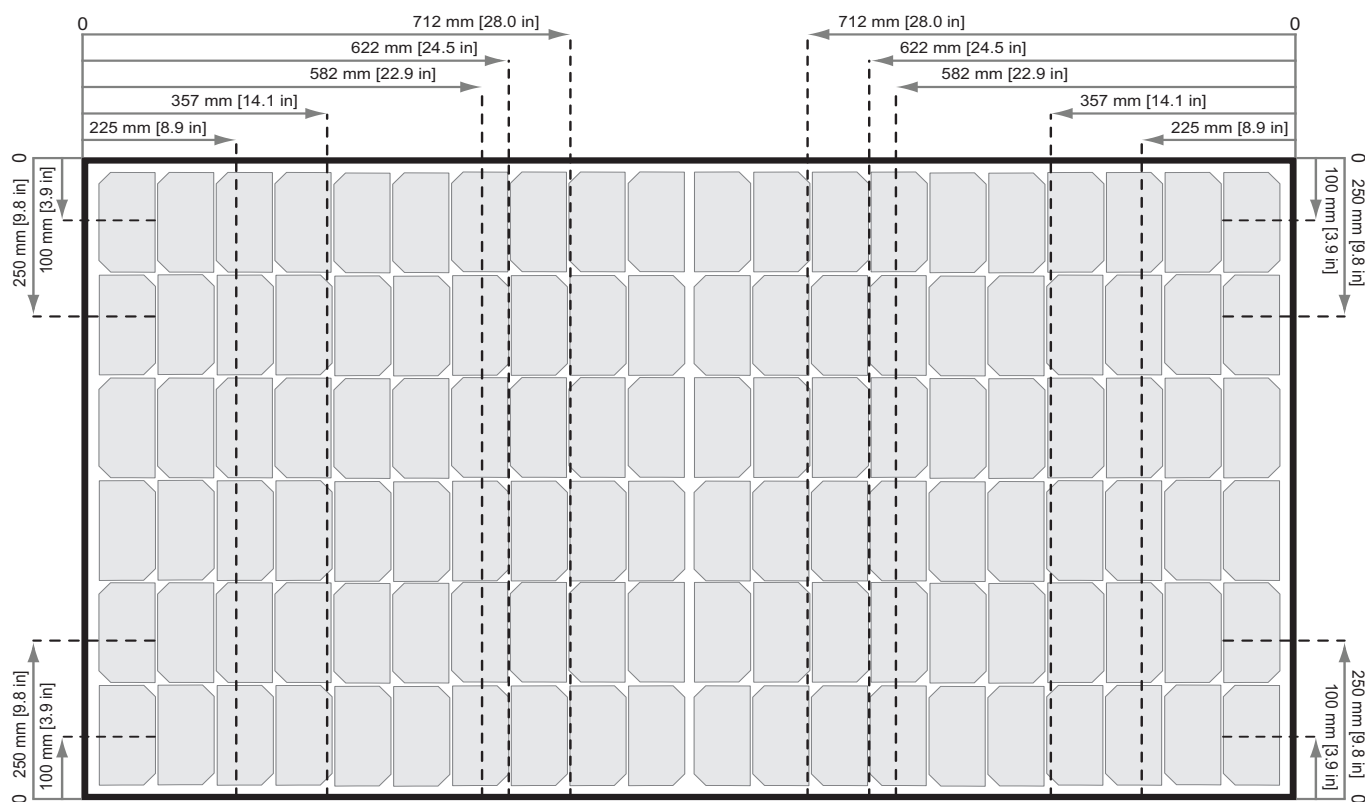 0
712 mm [28.0 in]
712 mm [28.0 in]
0
622 mm [24.5 in]
622 mm [24.5 in]
582 mm [22.9 in]
582 mm [22.9 in]
357 mm [14.1 in]
357 mm [14.1 in]
225 mm [8.9 in]
225 mm [8.9 in]
0
250 mm [9.8 in]
100 mm [3.9 in]
100 mm [3.9 in]
250 mm [9.8 in]
0
250 mm [9.8 in]
100 mm [3.9 in]
0
100 mm [3.9 in]
250 mm [9.8 in]
0